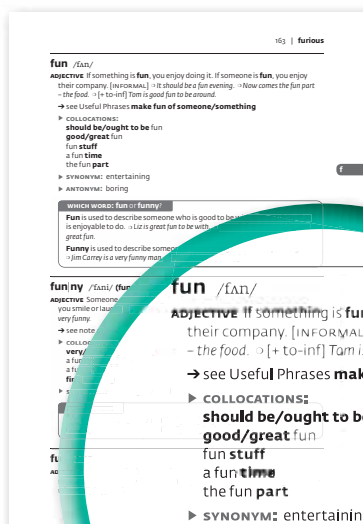 163 | furious
fun /fʌn/
ADJECTIVE If something is fun, you enjoy doing it. If someone is fun, you enjoy
their company. [INFORMAL] ❍ It should be a fun evening. ❍ Now comes the fun part
– the food. ❍ [+ to-inf] Tom is good fun to be around.
➔ see Useful Phrases make fun of someone/something
▶ COLLOCATIONS:
should be/ought to be fun
good/great fun
fun stuff
a fun time
the fun part
▶ SYNONYM: entertaining
▶ ANTONYM: boring
f
WHICH WORD: fun or funny?
Fun is used to describe someone who is good to be
is enjoyable to do. ❍ Liz is great fun to be with.
great fun.
Funny is used to describe
❍ Jim Carrey is a very funny man.
fun|ny /fʌni/
ADJECTIVE Someone
you smile or
very funny.
➔ see note
very
a
a
fun /fʌn/
ADJECTIVE If something is fun
their company. [INFORMAL
– the food. ❍ [+ to-inf] Tom i
➔ see Useful Phrases mak
▶ COLLOCATIONS:
should be/ought to b
good/great fun
fun stuff
a fun time
the fun part
▶ SYNONYM: entertainin